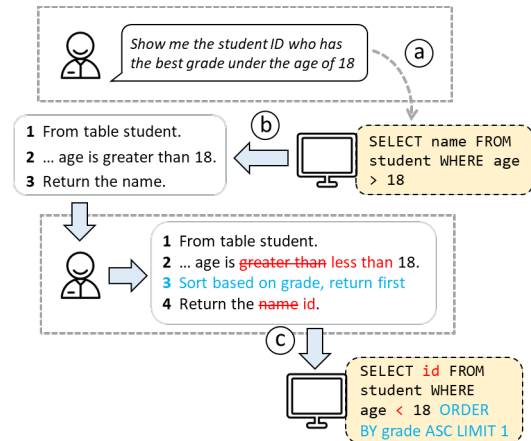 Show me the student ID who has
the best grade under the age of 18
a
SELECT name FROM
student WHERE age
> 18
b
1 From table student.
2 ... age is greater than 18.
3 Return the name.
1 From table student.
2 ... age is greater than less than 18.
3 Sort based on grade, return first
4 Return the name id.
c
SELECT id FROM
student WHERE
age < 18 ORDER
BY grade ASC LIMIT 1